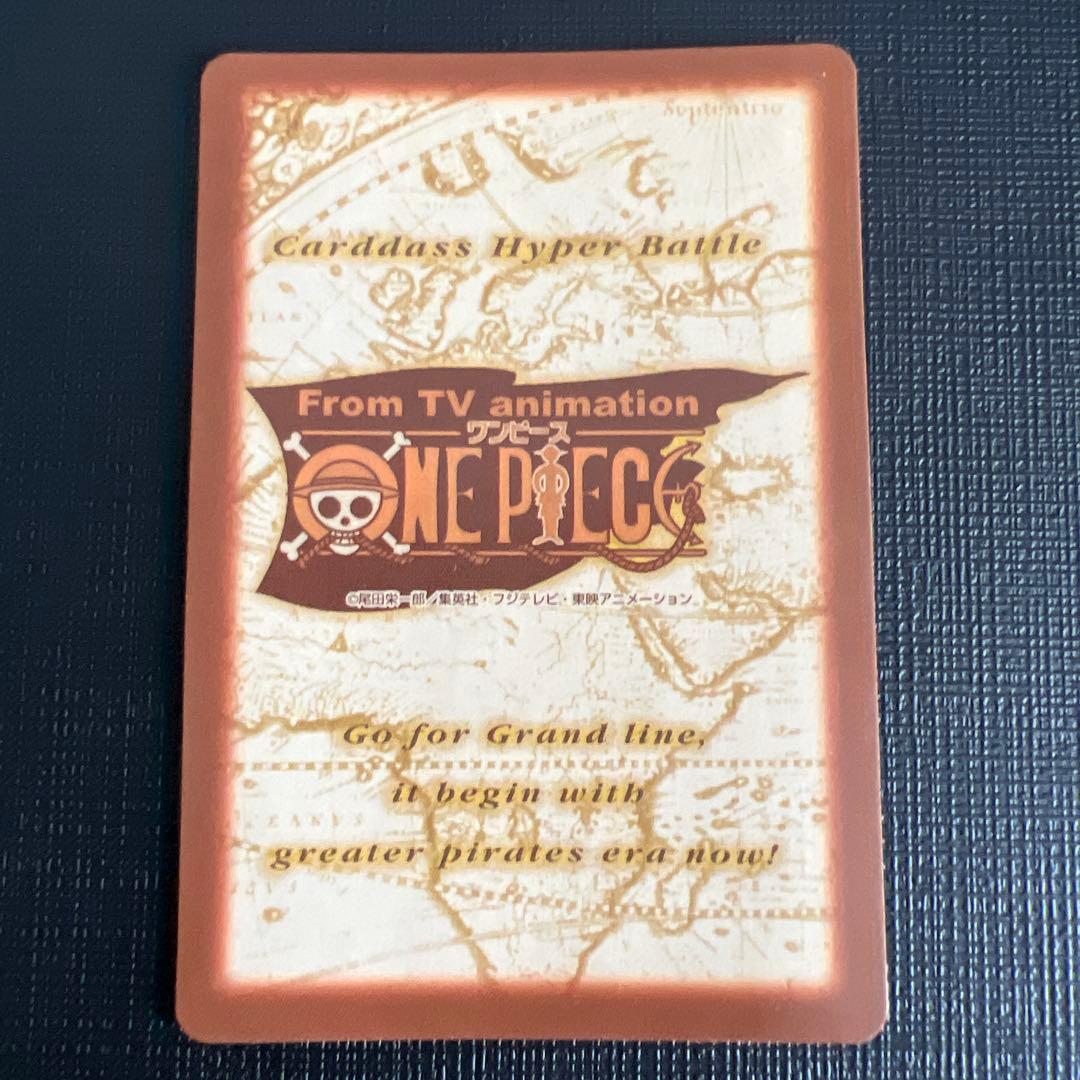 Septentrio
Carddass Hyper Battle
From TV animation
ワンピース
ONE PIECE
©尾田栄一郎／集英社・フジテレビ・東映アニメーション
Go for Grand line,
it begin with
greater pirates era now!